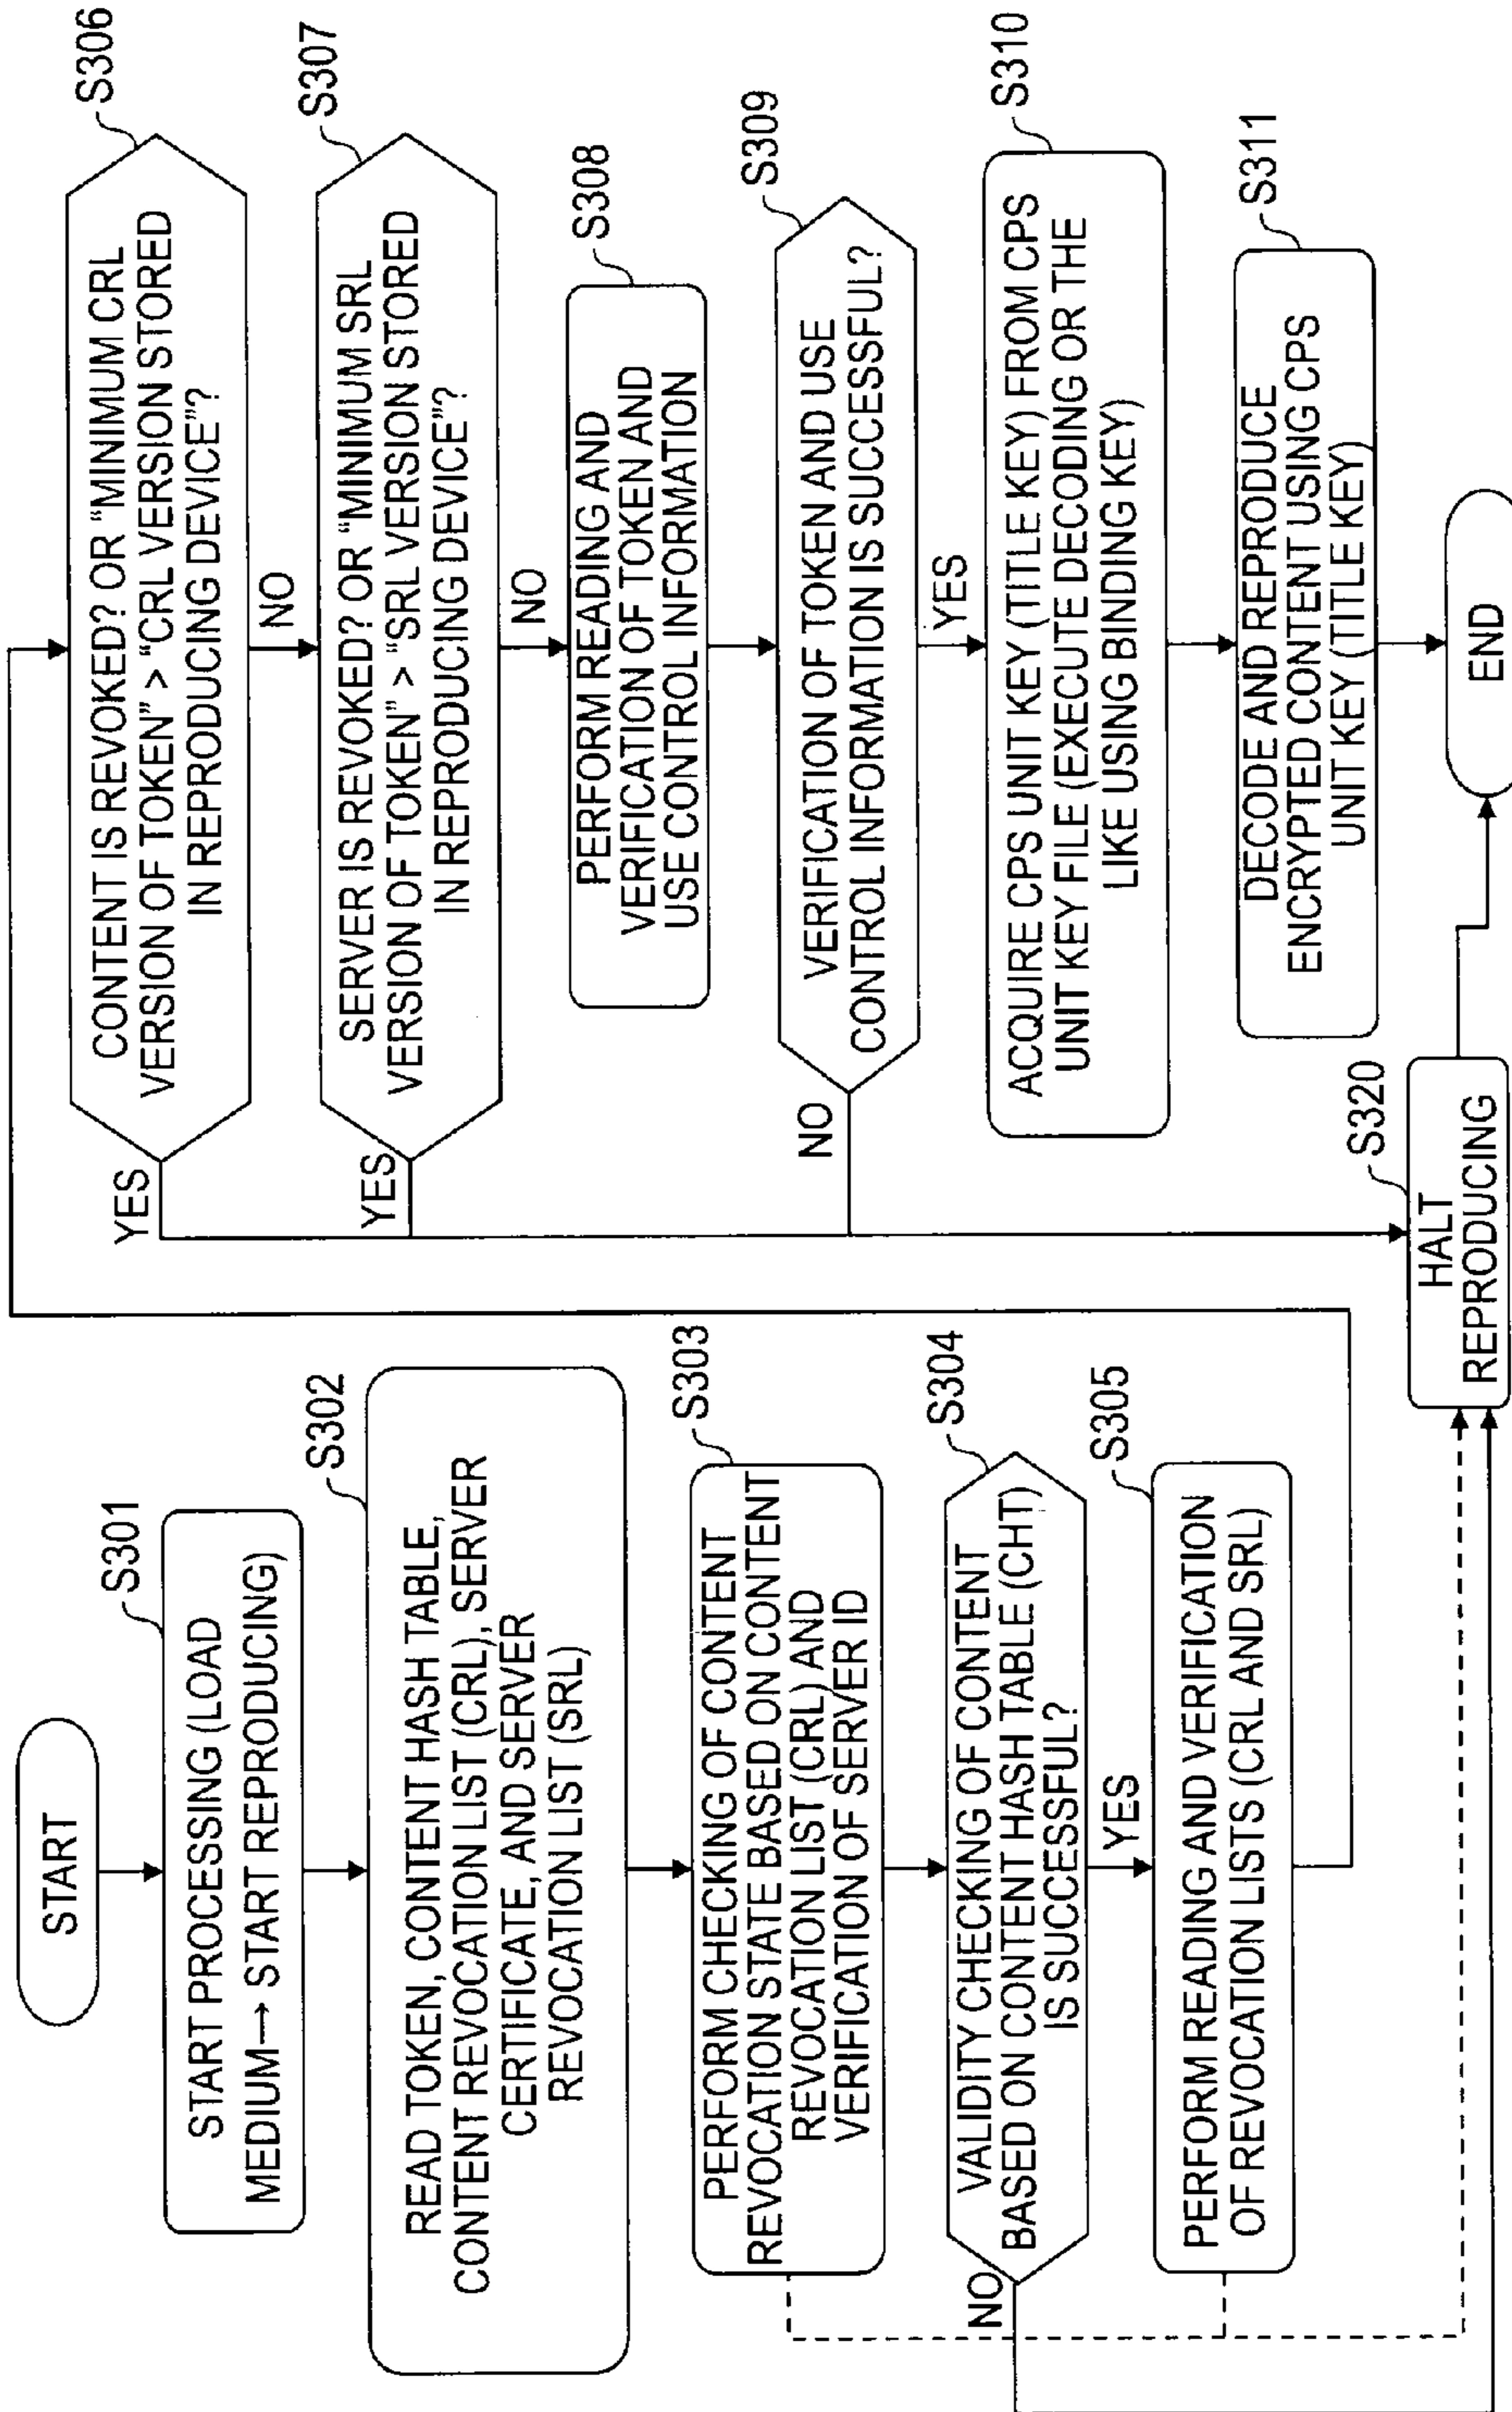 START
S301
START PROCESSING (LOAD
MEDIUM→ START REPRODUCING)
S302
READ TOKEN, CONTENT HASH TABLE,
CONTENT REVOCATION LIST (CRL), SERVER
CERTIFICATE, AND SERVER
REVOCATION LIST (SRL)
S303
PERFORM CHECKING OF CONTENT
REVOCATION STATE BASED ON CONTENT
REVOCATION LIST (CRL) AND
VERIFICATION OF SERVER ID
S304
VALIDITY CHECKING OF CONTENT
BASED ON CONTENT HASH TABLE (CHT)
IS SUCCESSFUL?
NO
YES
S305
PERFORM READING AND VERIFICATION
OF REVOCATION LISTS (CRL AND SRL)
S306
CONTENT IS REVOKED? OR "MINIMUM CRL
VERSION OF TOKEN" > "CRL VERSION STORED
IN REPRODUCING DEVICE"?
YES
NO
S307
SERVER IS REVOKED? OR "MINIMUM SRL
VERSION OF TOKEN" > "SRL VERSION STORED
IN REPRODUCING DEVICE"?
YES
NO
S308
PERFORM READING AND
VERIFICATION OF TOKEN AND
USE CONTROL INFORMATION
S309
VERIFICATION OF TOKEN AND USE
CONTROL INFORMATION IS SUCCESSFUL?
NO
YES
S310
ACQUIRE CPS UNIT KEY (TITLE KEY) FROM CPS
UNIT KEY FILE (EXECUTE DECODING OR THE
LIKE USING BINDING KEY)
S311
DECODE AND REPRODUCE
ENCRYPTED CONTENT USING CPS
UNIT KEY (TITLE KEY)
S320
HALT
REPRODUCING
END